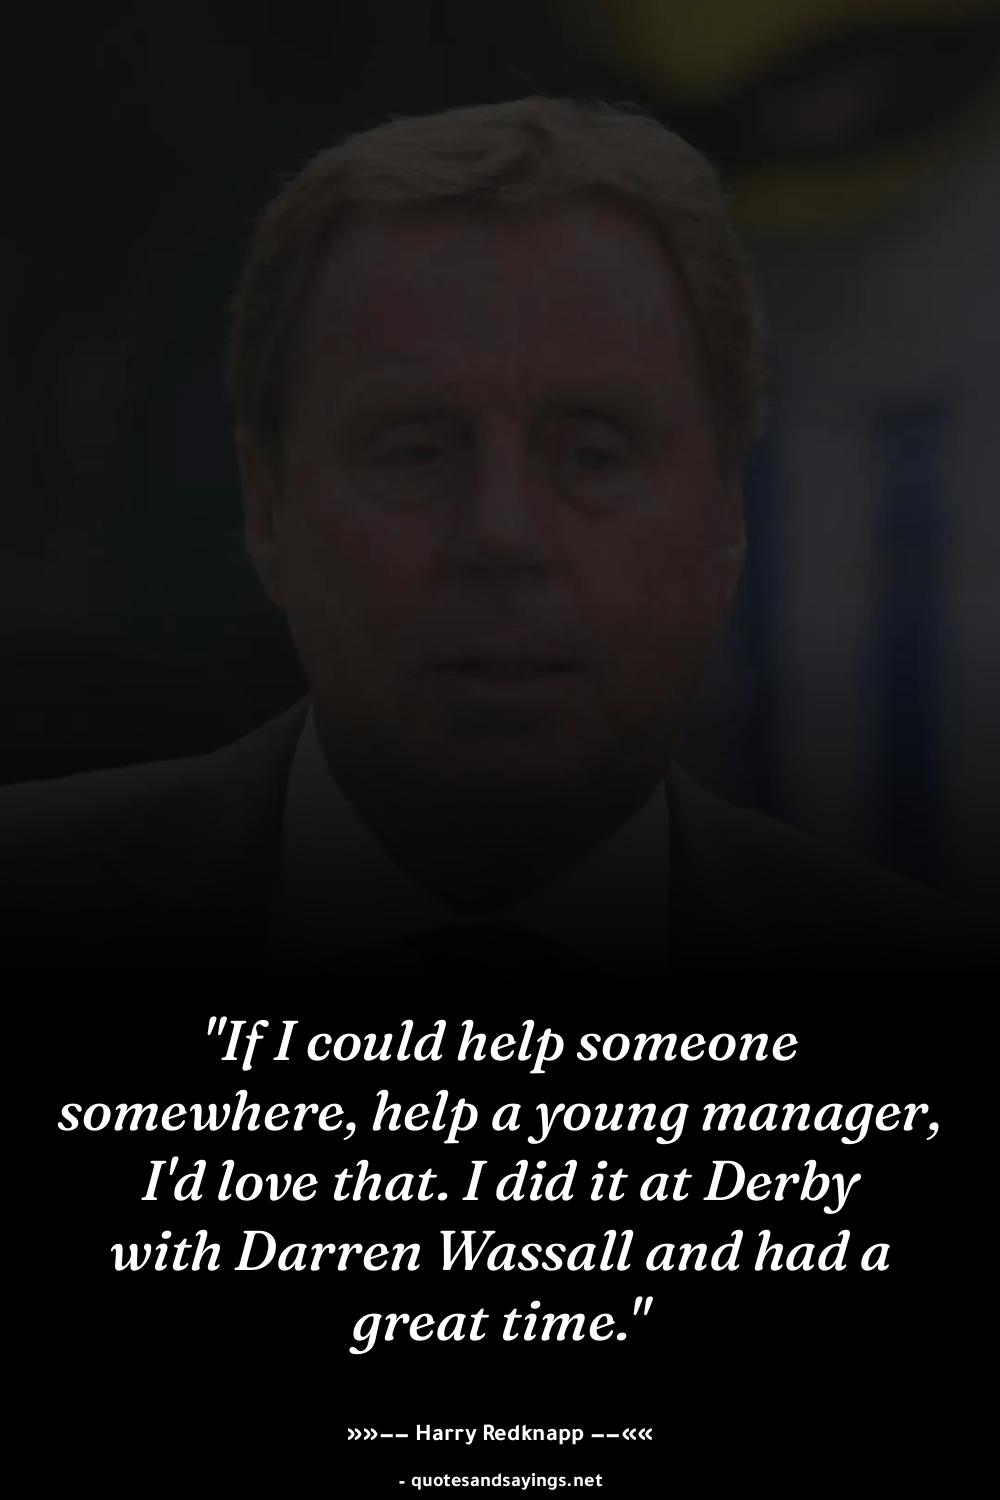 "If I could help someone
somewhere, help a young manager,
I'd love that. I did it at Derby
with Darren Wassall and had a
great time."
»»–– Harry Redknapp ––««
- quotesandsayings.net